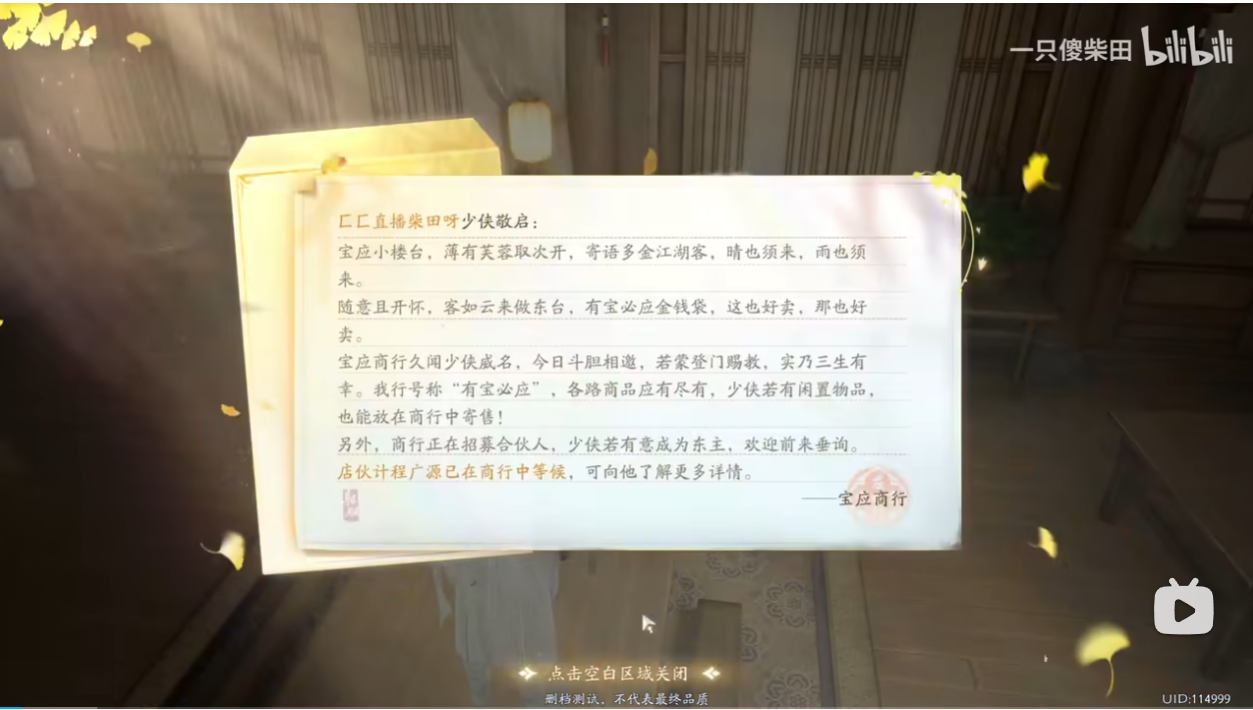 一只傻柴田 bilibili
匚匚直播柴田呀少侠敬启：
宝应小楼台，薄有芙蓉取次开，寄语多金江湖客，晴也须来，雨也须
来。
随意且开怀，客如云来做东台，有宝必应金钱袋，这也好卖，那也好
卖。
宝应商行久闻少侠威名，今日斗胆相邀，若蒙登门赐教，实乃三生有
幸。我行号称“有宝必应”，各路商品应有尽有，少侠若有闲置物品，
也能放在商行中寄售！
另外，商行正在招募合伙人，少侠若有意成为东主，欢迎前来垂询。
店伙计程广源已在商行中等候，可向他了解更多详情。
——宝应商行
点击空白区域关闭
删档测试，不代表最终品质
UID:114999